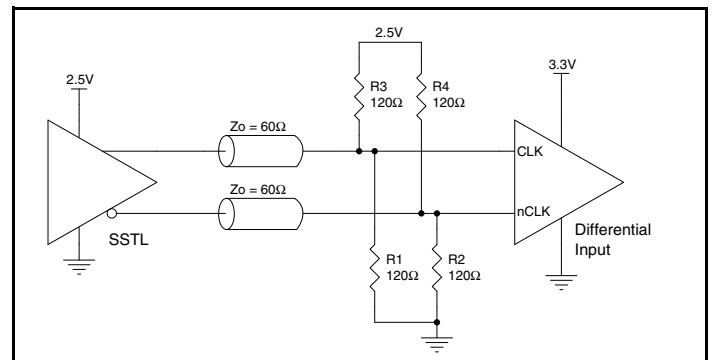 2.5V
3.3V
2.5V
R3
120Ω
R4
120Ω
Zo = 60Ω
CLK
Zo = 60Ω
nCLK
SSTL
Differential
Input
R1
120Ω
R2
120Ω